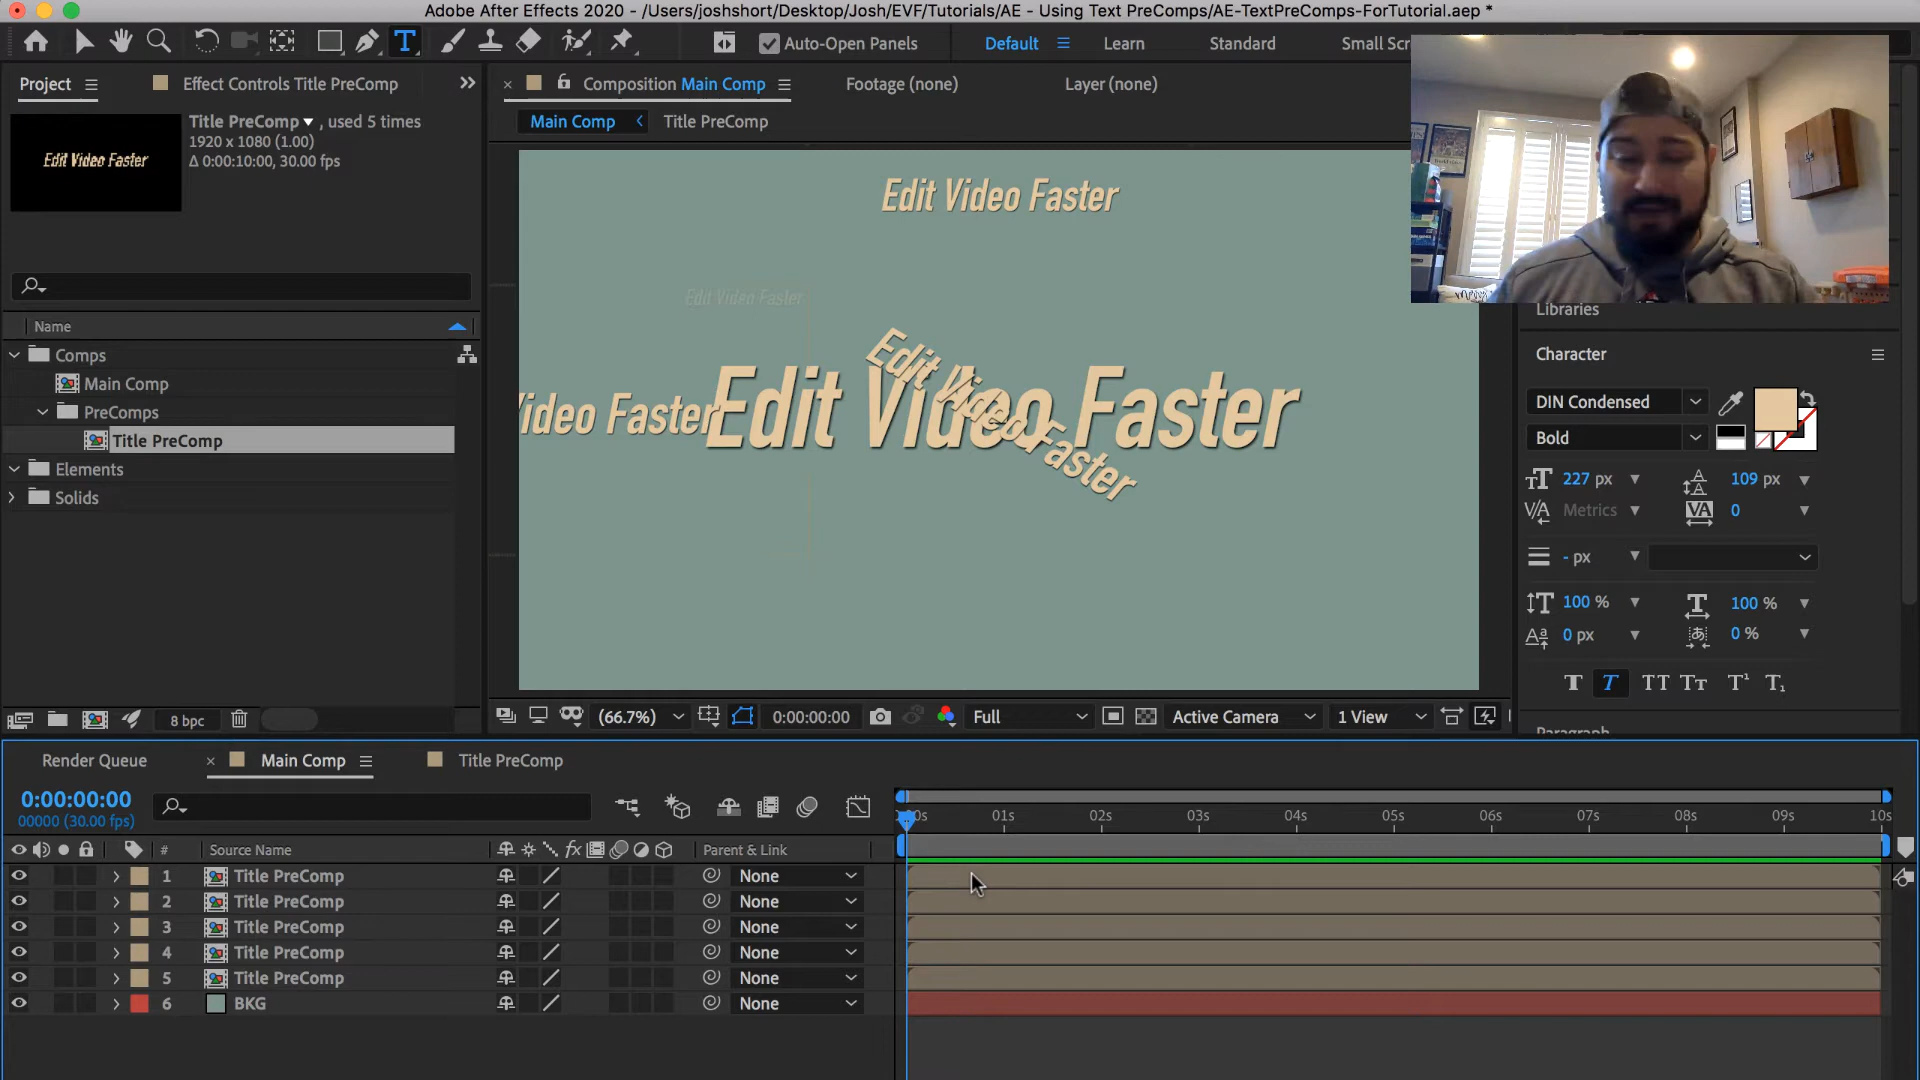 Adobe After Effects 2020 - /Users/joshshort/Desktop/Josh/EVF/Tutorials/AE - Using Text PreComps/AE-TextPreComps-ForTutorial.aep *
Auto-Open Panels
Default
Learn
Standard
Small Scr
Project
Effect Controls Title PreComp
Composition Main Comp
Footage (none)
Layer (none)
Title PreComp , used 5 times
1920 x 1080 (1.00)
Δ 0:00:10:00, 30.00 fps
Edit Video Faster
Main Comp
Title PreComp
Edit Video Faster
Edit Video Faster
Edit Video Faster
Edit Video Faster
Video Faster
Name
Comps
Main Comp
PreComps
Title PreComp
Elements
Solids
8 bpc
(66.7%)
0:00:00:00
Full
Active Camera
1 View
Libraries
Character
DIN Condensed
Bold
227 px
109 px
Metrics
0
- px
100 %
100 %
0 px
0 %
T T TT Tт T¹ T₁
Paragraph
Render Queue
Main Comp
Title PreComp
0:00:00:00
00000 (30.00 fps)
01s 02s 03s 04s 05s 06s 07s 08s 09s 10s
# Source Name Parent & Link
1 Title PreComp None
2 Title PreComp None
3 Title PreComp None
4 Title PreComp None
5 Title PreComp None
6 BKG None